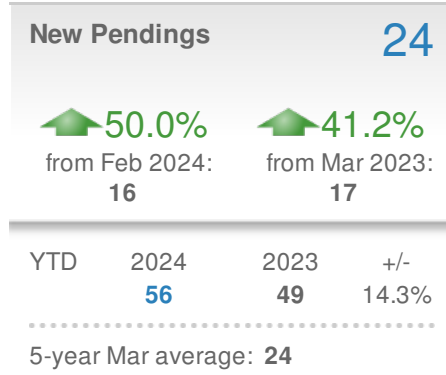 New Pendings 24
50.0% 41.2%
from Feb 2024: from Mar 2023:
16 17
YTD 2024 2023 +/-
56 49 14.3%
5-year Mar average: 24